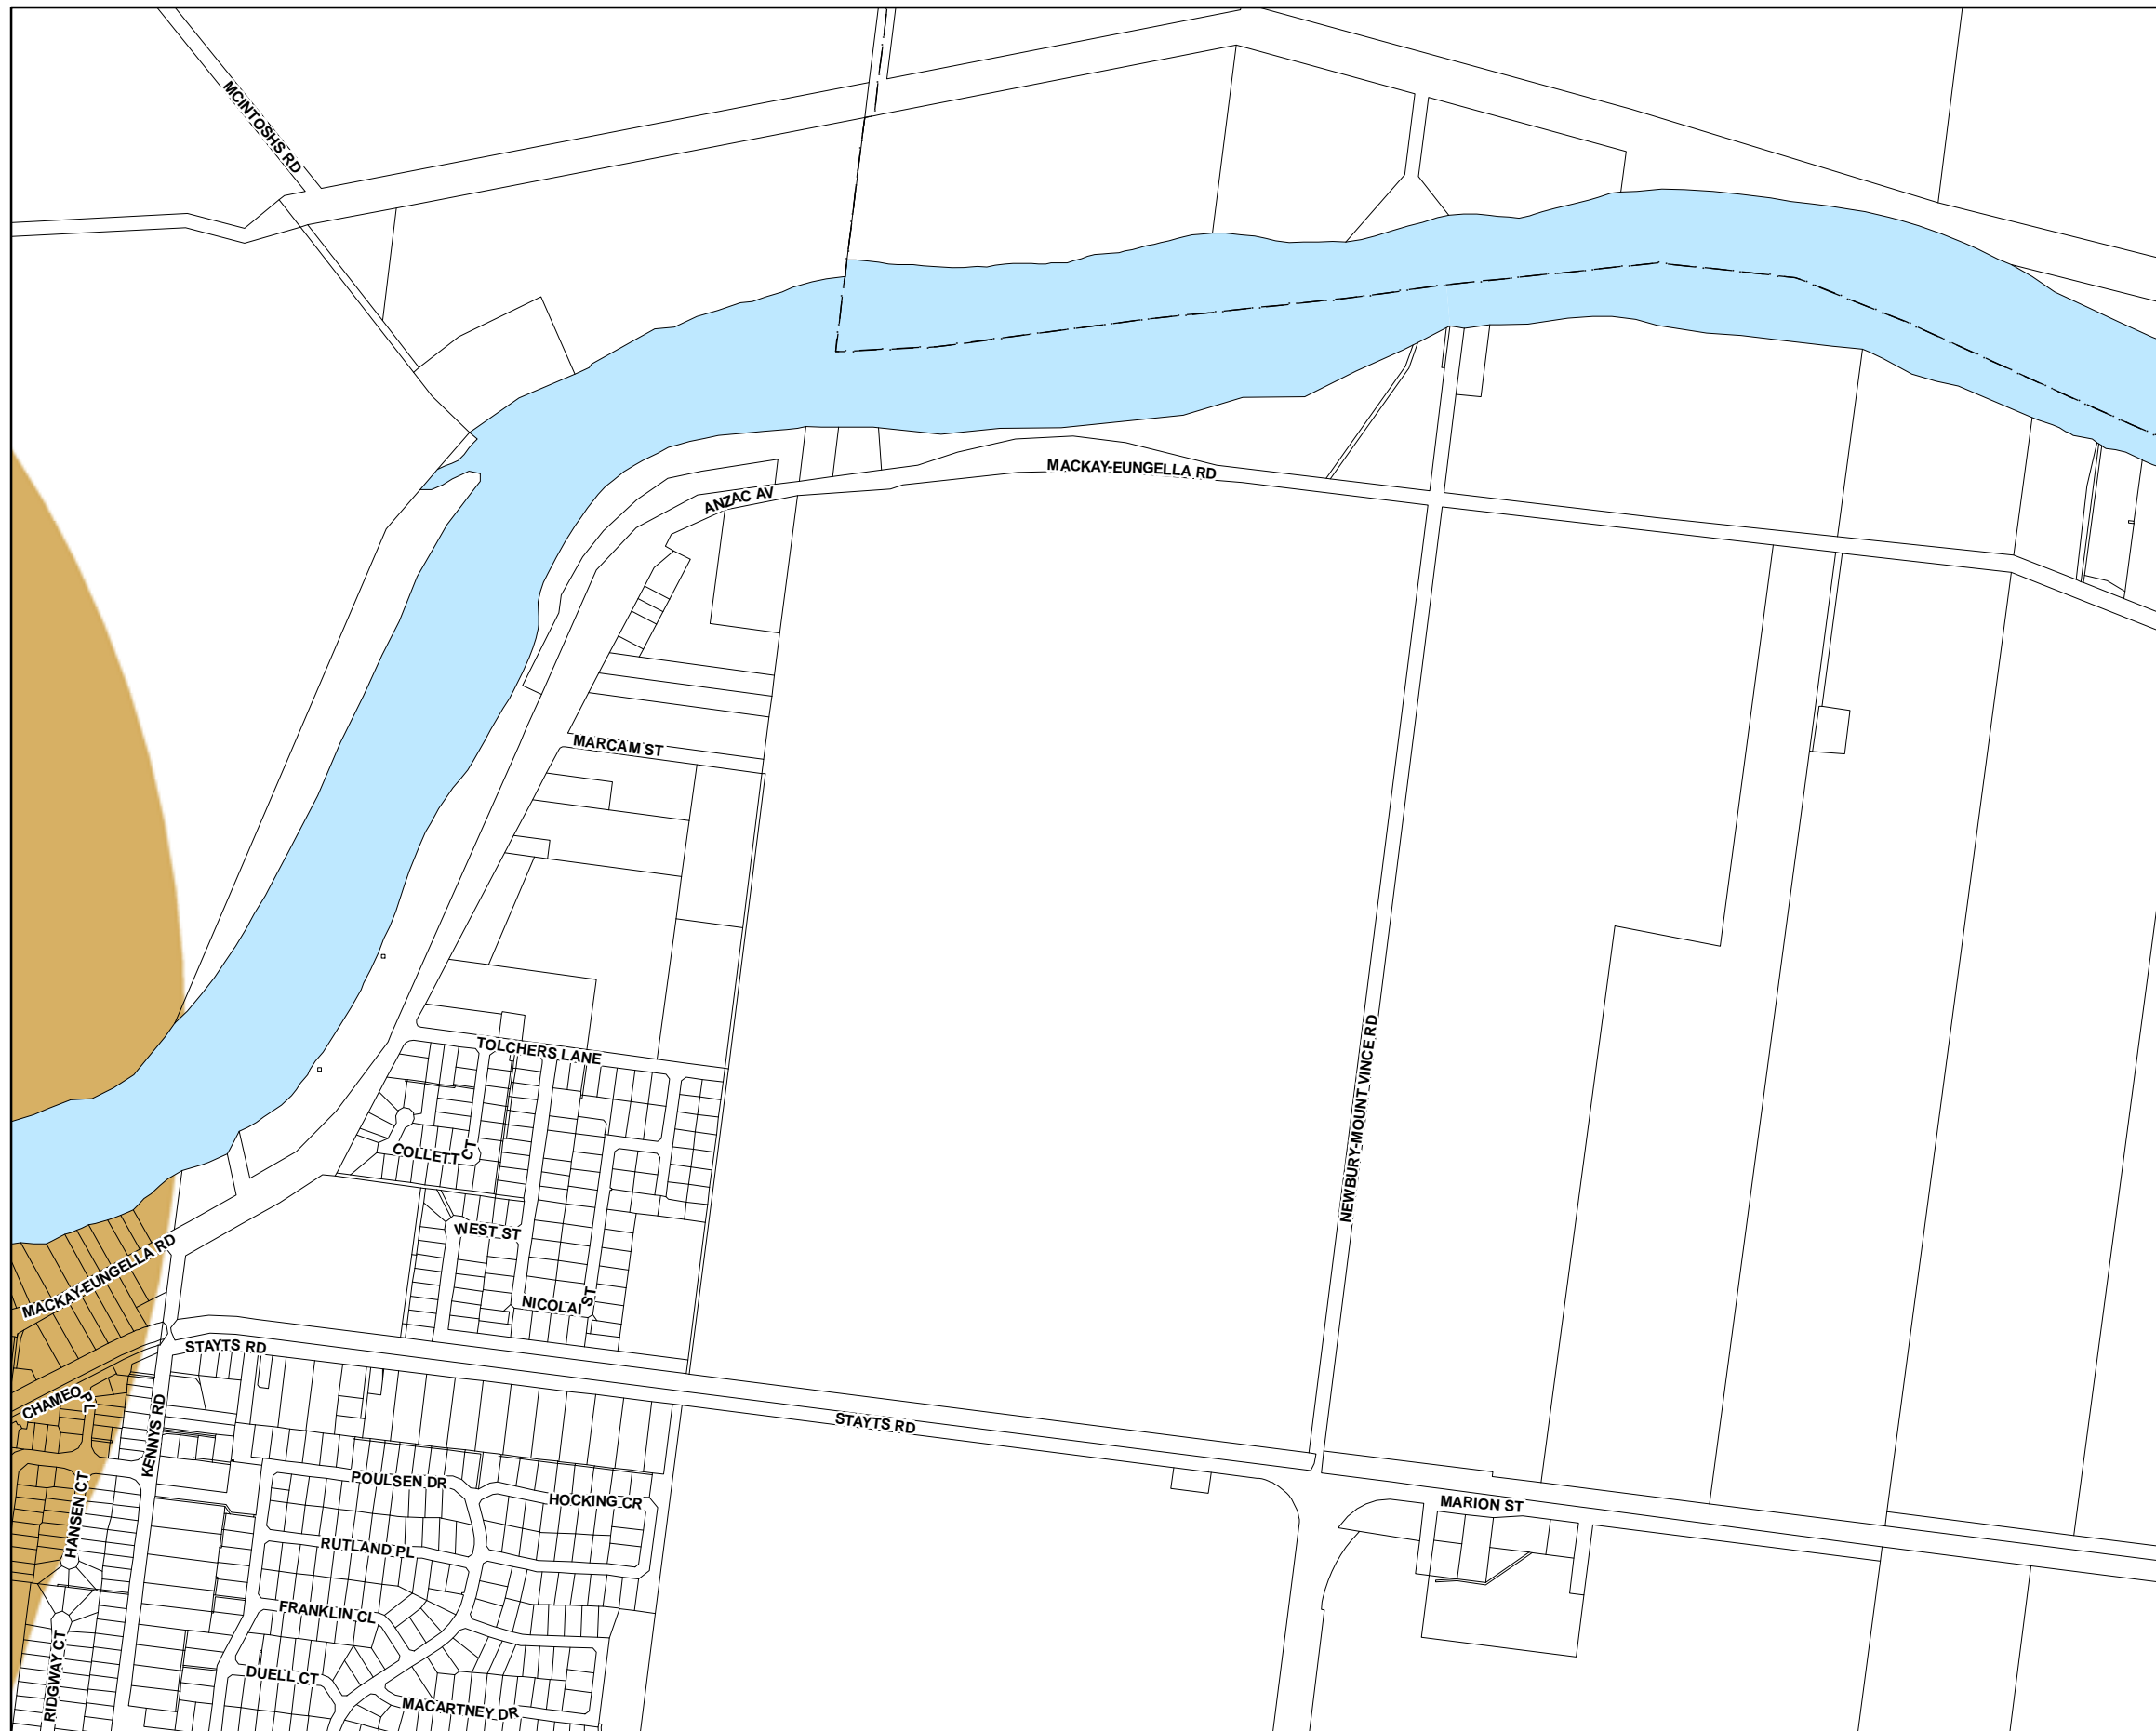 MCINTOSHS RD
MACKAY-EUNGELLA RD
ANZAC AV
MARCAM ST
TOLCHERS LANE
NEWBURY-MOUNT VINCE RD
COLLETT CT
WEST ST
MACKAY-EUNGELLA RD
NICOLAI ST
STAYTS RD
CHAMEO PL
KENNYS RD
STAYTS RD
POULSEN DR
HOCKING CR
MARION ST
HANSEN CT
RUTLAND PL
FRANKLIN CL
RIDGWAY CT
DUELL CT
MACARTNEY DR